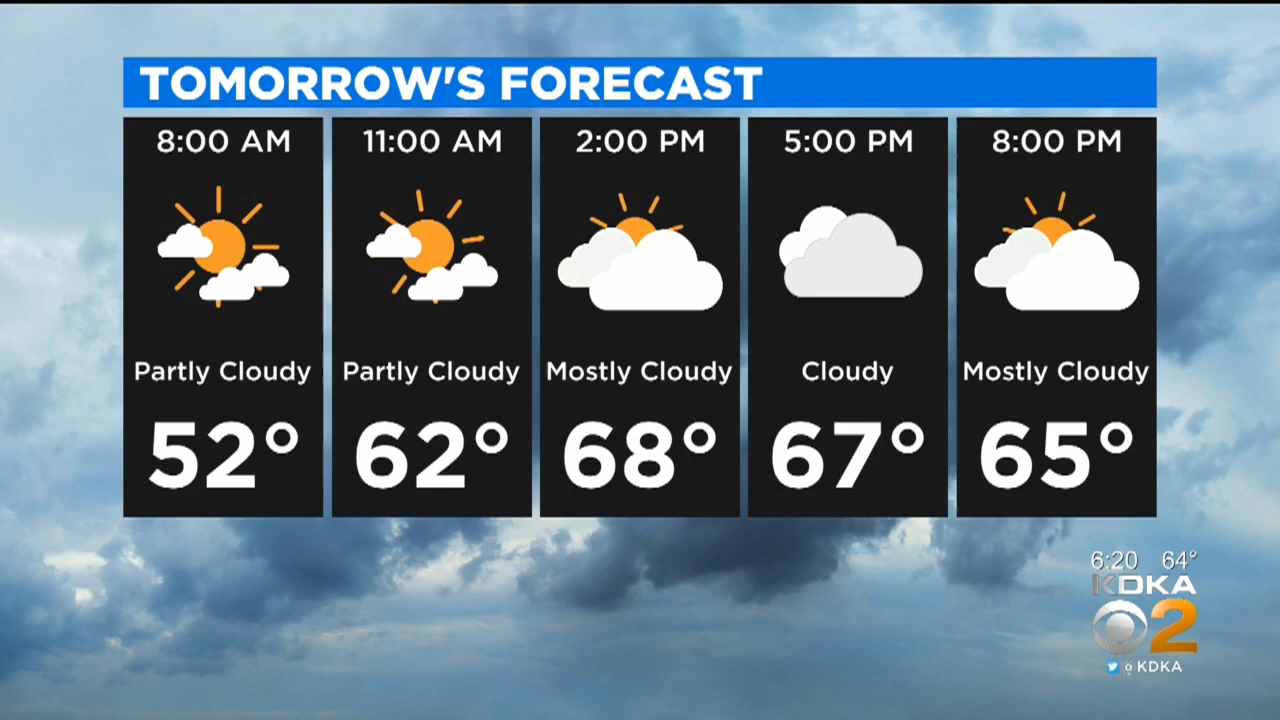 TOMORROW'S FORECAST
8:00 AM
11:00 AM
2:00 PM
5:00 PM
8:00 PM
Partly Cloudy
Partly Cloudy
Mostly Cloudy
Cloudy
Mostly Cloudy
52°
62°
68°
67°
65°
6:20 64°
KDKA
2
@KDKA